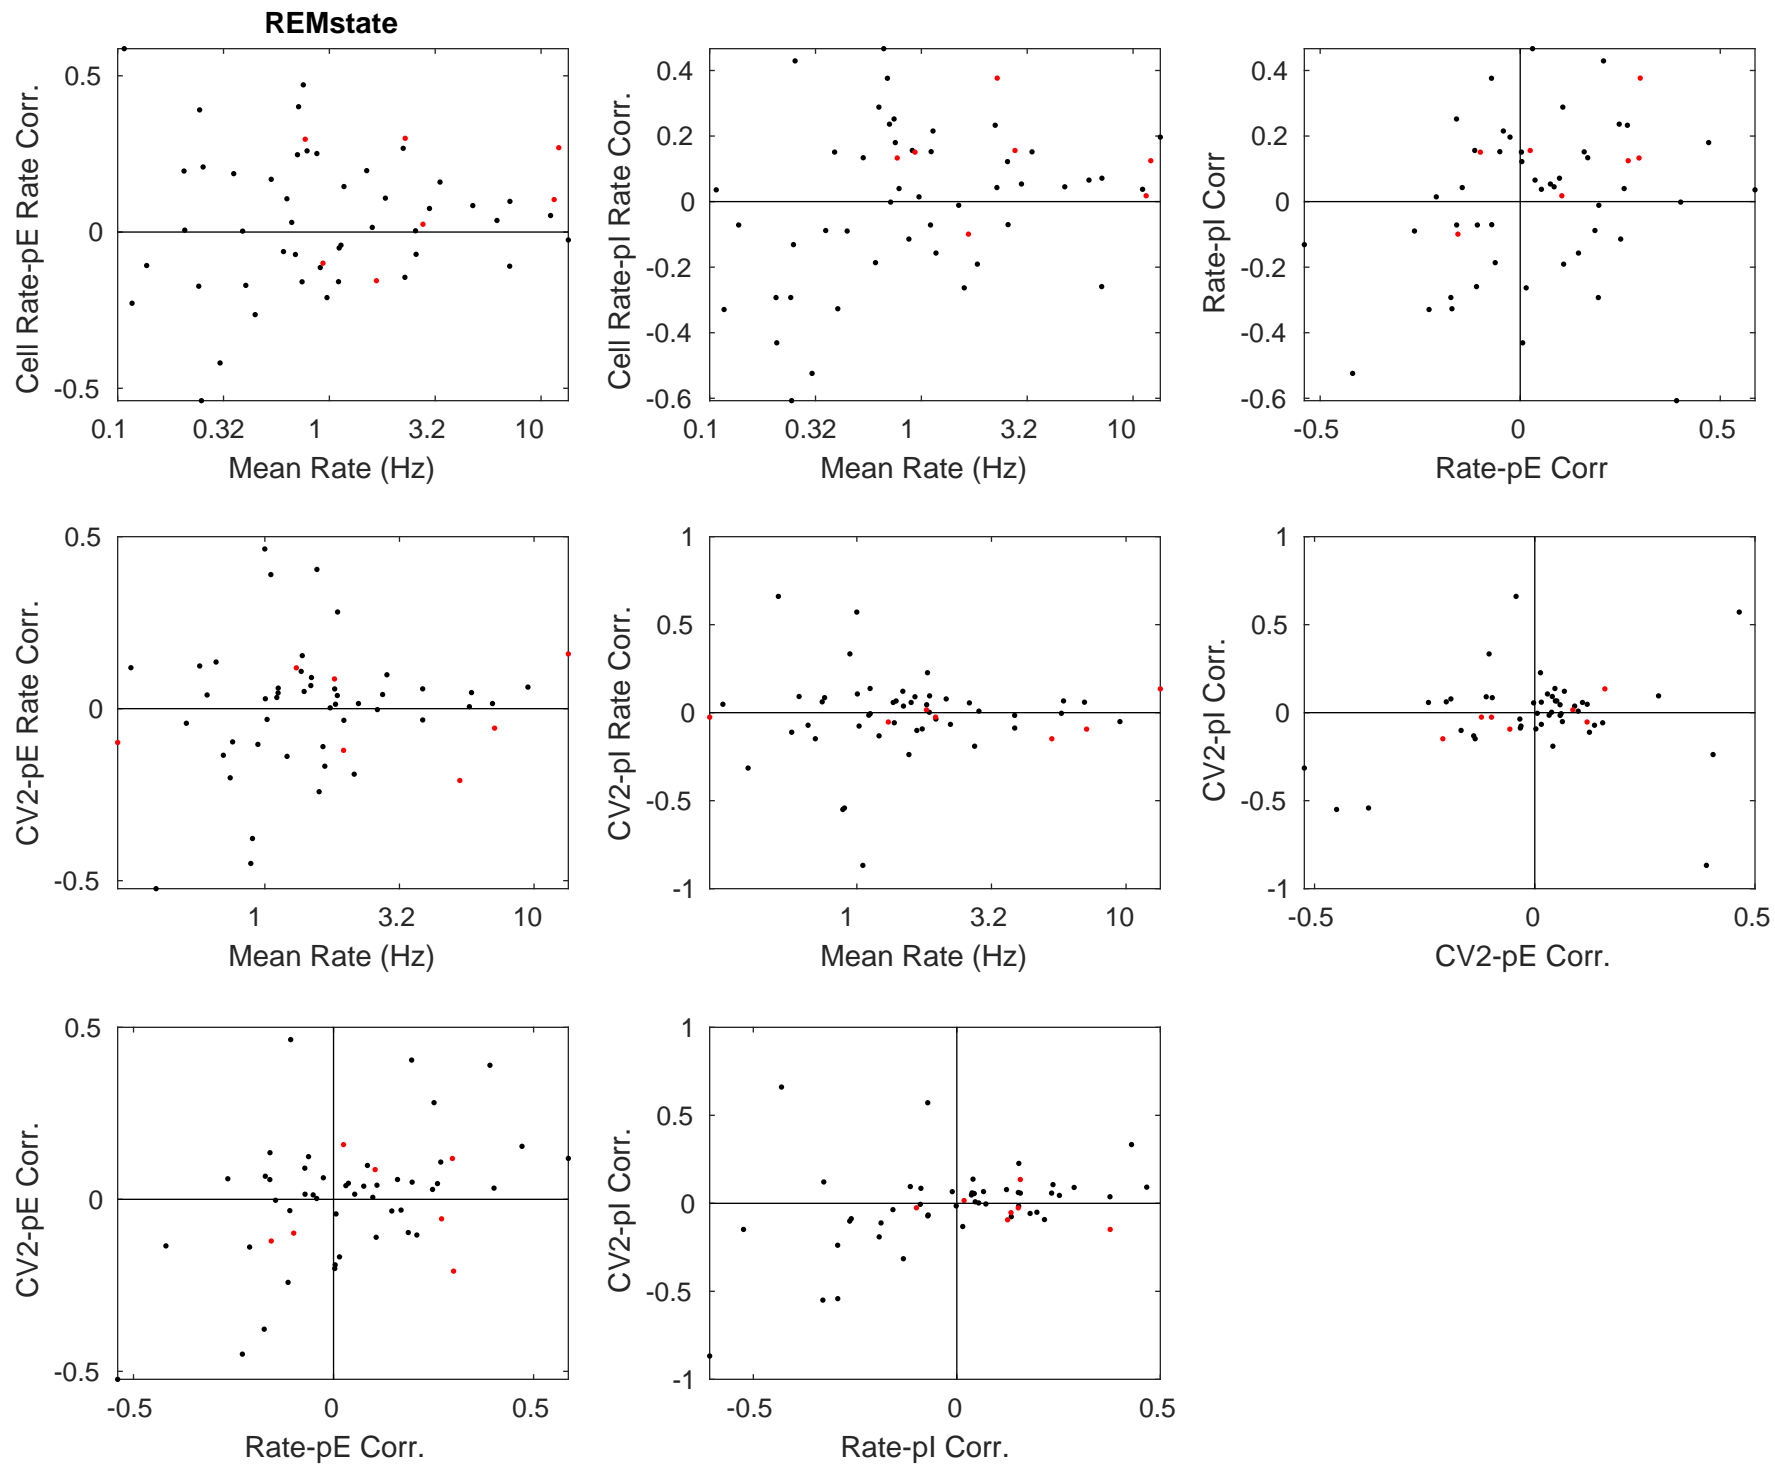 REMstate
Cell Rate-pE Rate Corr.
0.5
0
-0.5
0.1 0.32 1 3.2 10
Mean Rate (Hz)
Cell Rate-pI Rate Corr.
0.4
0.2
0
-0.2
-0.4
-0.6
0.1 0.32 1 3.2 10
Mean Rate (Hz)
Rate-pI Corr
0.4
0.2
0
-0.2
-0.4
-0.6
-0.5 0 0.5
Rate-pE Corr
CV2-pE Rate Corr.
0.5
0
-0.5
1 3.2 10
Mean Rate (Hz)
CV2-pI Rate Corr.
1
0.5
0
-0.5
-1
1 3.2 10
Mean Rate (Hz)
CV2-pI Corr.
1
0.5
0
-0.5
-1
-0.5 0 0.5
CV2-pE Corr.
CV2-pE Corr.
0.5
0
-0.5
-0.5 0 0.5
Rate-pE Corr.
CV2-pI Corr.
1
0.5
0
-0.5
-1
-0.5 0 0.5
Rate-pI Corr.